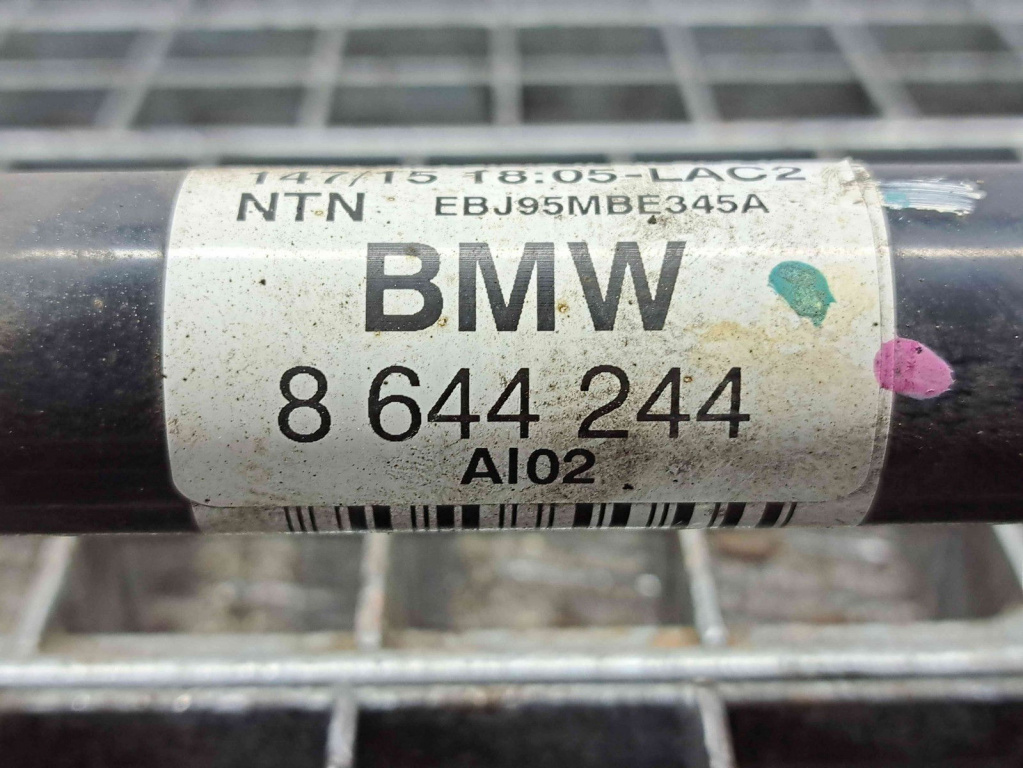 147/15 18:05-LAC2
NTN EBJ95MBE345A
BMW
8 644 244
AI02